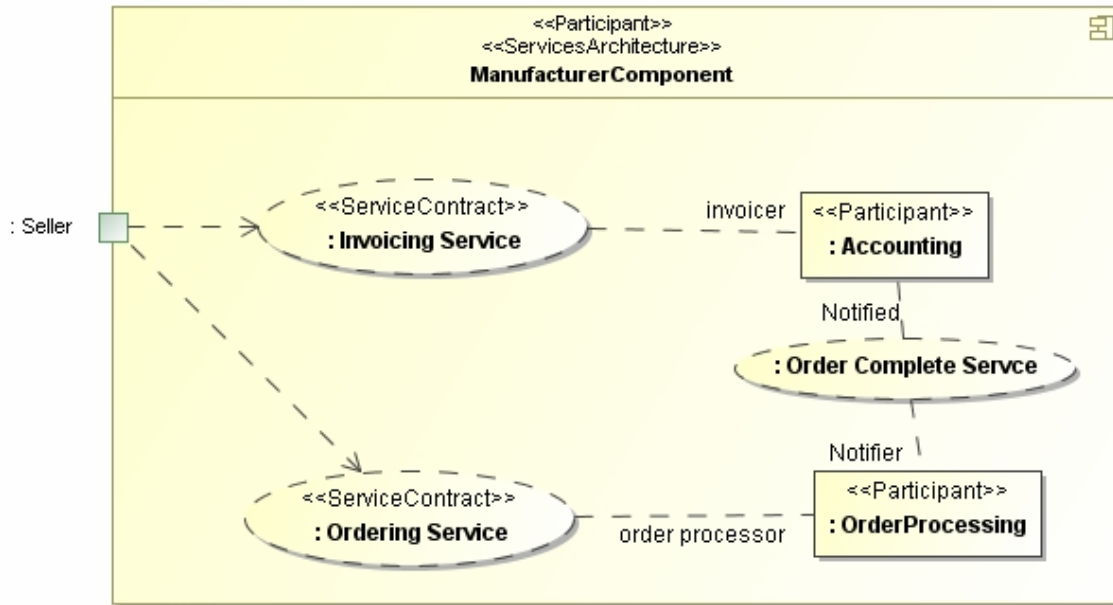 <<Participant>>
<<ServicesArchitecture>>
ManufacturerComponent
: Seller
<<ServiceContract>>
: Invoicing Service
invoicer
<<Participant>>
: Accounting
Notified
: Order Complete Servce
Notifier
<<ServiceContract>>
: Ordering Service
order processor
<<Participant>>
: OrderProcessing